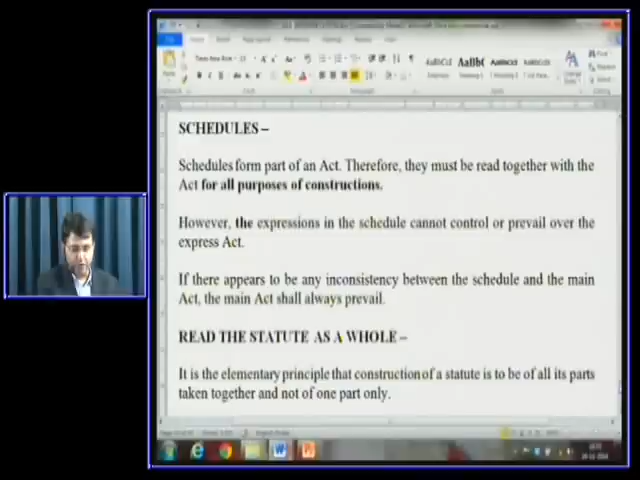 SCHEDULES –
Schedules form part of an Act. Therefore, they must be read together with the
Act for all purposes of constructions.
However, the expressions in the schedule cannot control or prevail over the
express Act.
If there appears to be any inconsistency between the schedule and the main
Act, the main Act shall always prevail.
READ THE STATUTE AS A WHOLE –
It is the elementary principle that construction of a statute is to be of all its parts
taken together and not of one part only.